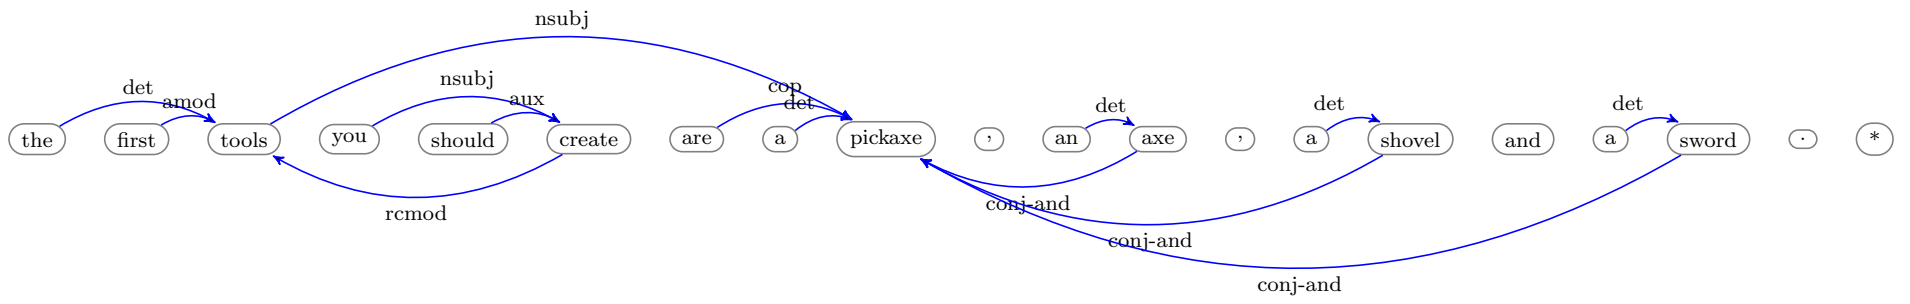 nsubj
nsubj
det
cop
amod
aux
det
det
det
det
the first tools you should create are a pickaxe , an axe , a shovel and a sword . *
rcmod
conj-and
conj-and
conj-and